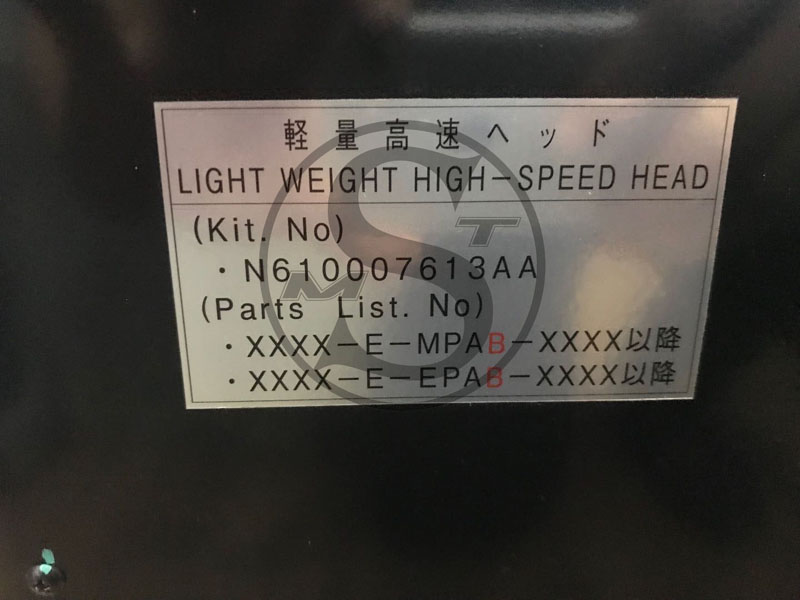 軽量高速ヘッド
LIGHT WEIGHT HIGH-SPEED HEAD
(Kit. No)
・N610007613AA
(Parts List. No)
・XXXX-E-MPAB-XXXX以降
・XXXX-E-EPAB-XXXX以降
SMT